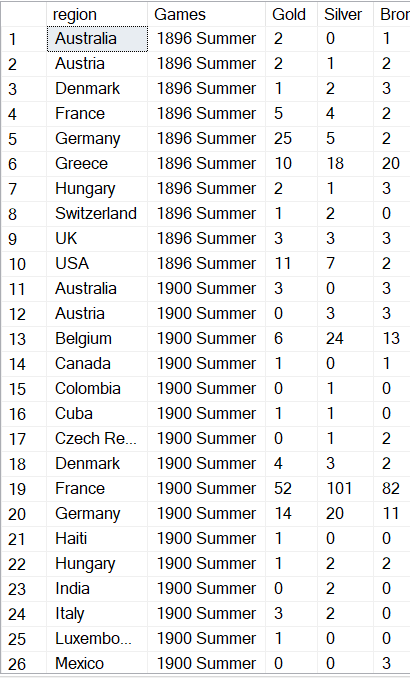 region Games Gold Silver Bron
1 Australia 1896 Summer 2 0 1
2 Austria 1896 Summer 2 1 2
3 Denmark 1896 Summer 1 2 3
4 France 1896 Summer 5 4 2
5 Germany 1896 Summer 25 5 2
6 Greece 1896 Summer 10 18 20
7 Hungary 1896 Summer 2 1 3
8 Switzerland 1896 Summer 1 2 0
9 UK 1896 Summer 3 3 3
10 USA 1896 Summer 11 7 2
11 Australia 1900 Summer 3 0 3
12 Austria 1900 Summer 0 3 3
13 Belgium 1900 Summer 6 24 13
14 Canada 1900 Summer 1 0 1
15 Colombia 1900 Summer 0 1 0
16 Cuba 1900 Summer 1 1 0
17 Czech Re... 1900 Summer 0 1 2
18 Denmark 1900 Summer 4 3 2
19 France 1900 Summer 52 101 82
20 Germany 1900 Summer 14 20 11
21 Haiti 1900 Summer 1 0 0
22 Hungary 1900 Summer 1 2 2
23 India 1900 Summer 0 2 0
24 Italy 1900 Summer 3 2 0
25 Luxembo... 1900 Summer 1 0 0
26 Mexico 1900 Summer 0 0 3